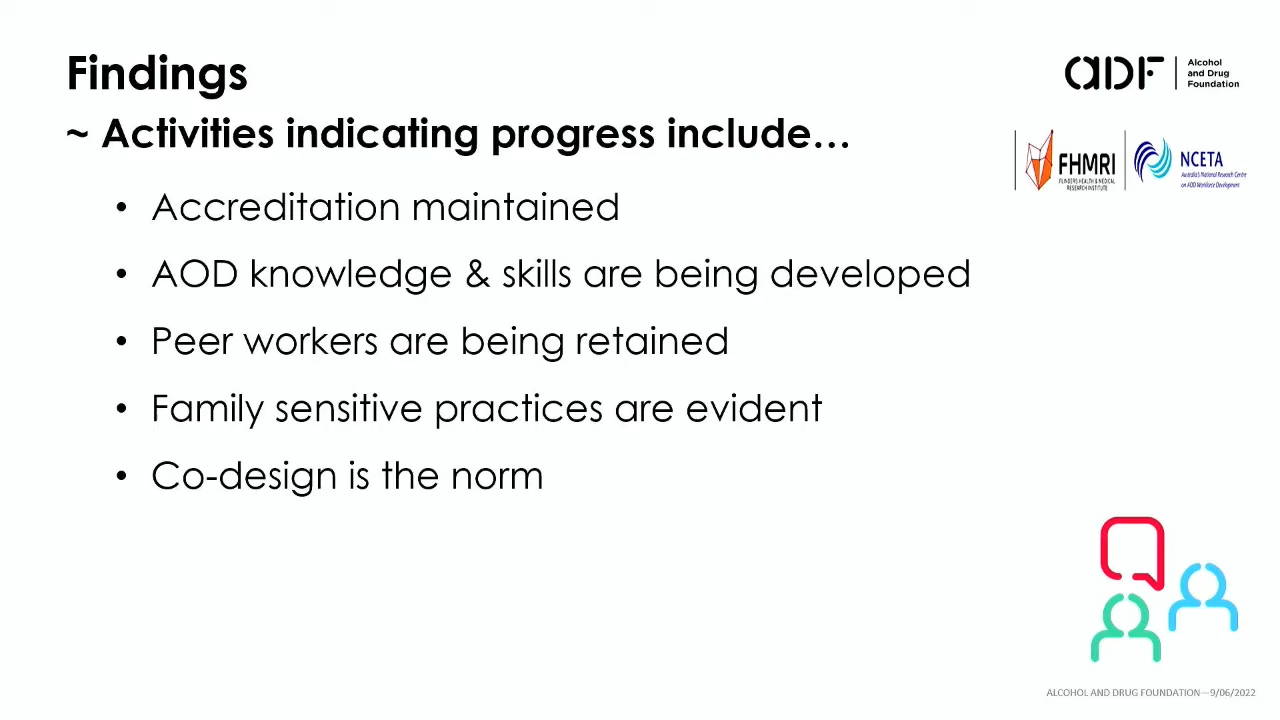 Findings
~ Activities indicating progress include…
• Accreditation maintained
• AOD knowledge & skills are being developed
• Peer workers are being retained
• Family sensitive practices are evident
• Co-design is the norm
ADF
Alcohol
and Drug
Foundation
FHMRI
FLINDERS HEALTH & MEDICAL
RESEARCH INSTITUTE
NCETA
Australia's National Research Centre
on AOD Workforce Development
ALCOHOL AND DRUG FOUNDATION—9/06/2022